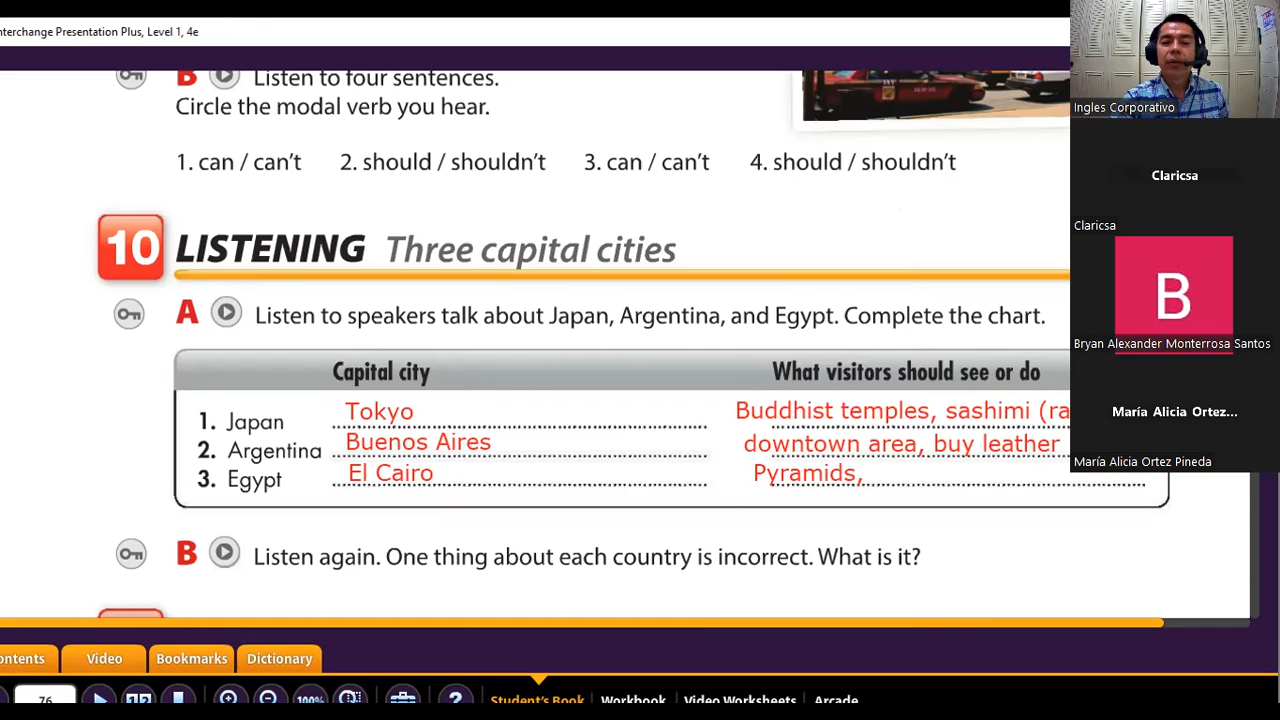 nterchange Presentation Plus, Level 1, 4e
Ingles Corporativo
B Listen to four sentences.
Circle the modal verb you hear.
1. can / can't 2. should / shouldn't 3. can / can't 4. should / shouldn't
Claricsa
Claricsa
10 LISTENING Three capital cities
B
A Listen to speakers talk about Japan, Argentina, and Egypt. Complete the chart.
Bryan Alexander Monterrosa Santos
Capital city What visitors should see or do
1. Japan Tokyo Buddhist temples, sashimi (ra
María Alicia Ortez...
2. Argentina Buenos Aires downtown area, buy leather
María Alicia Ortez Pineda
3. Egypt El Cairo Pyramids,
B Listen again. One thing about each country is incorrect. What is it?
ontents Video Bookmarks Dictionary
76 100% ? Student's Book Workbook Video Worksheets Arcade